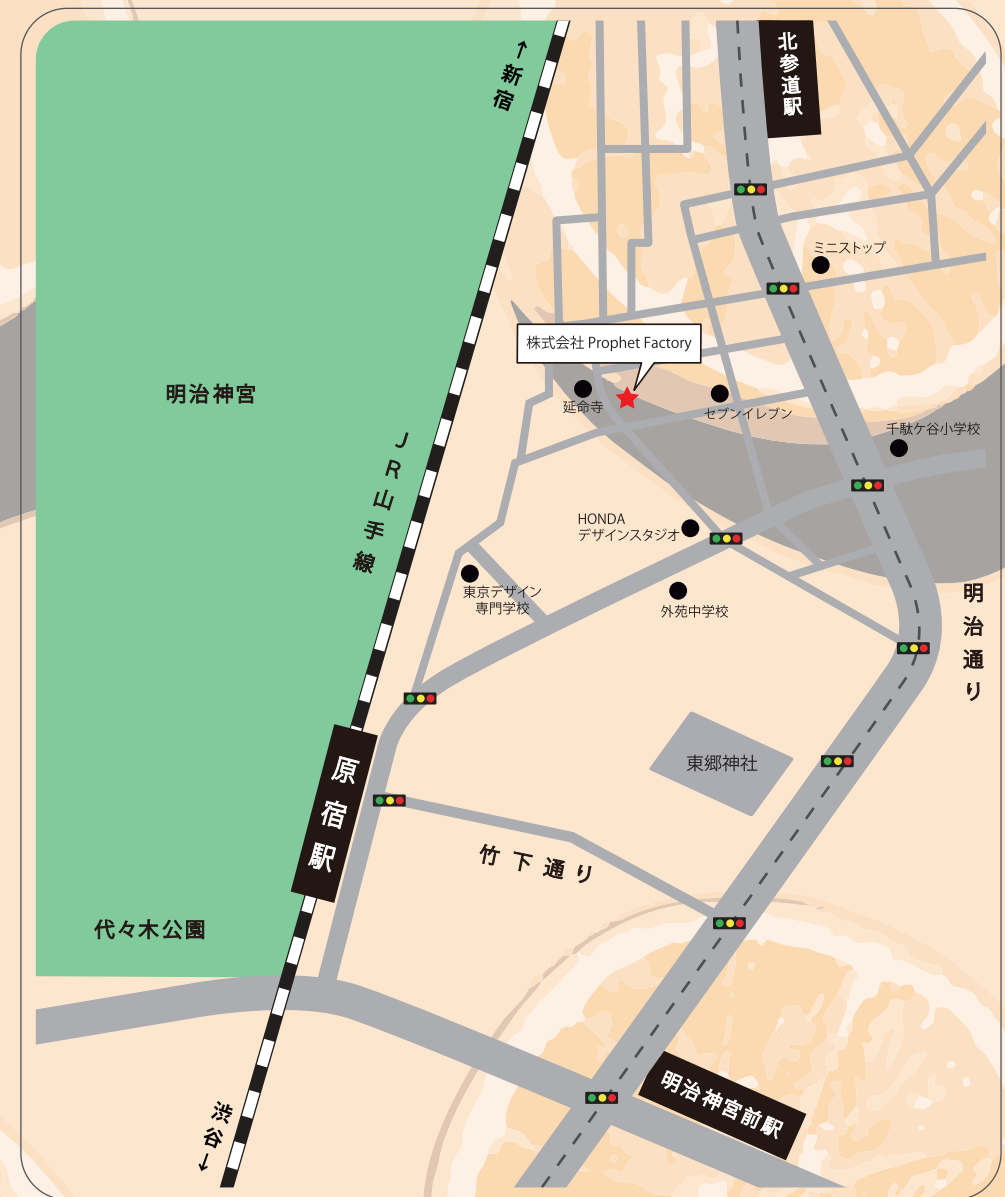 ↑新宿
北参道駅
ミニストップ
株式会社 Prophet Factory
明治神宮
延命寺
セブンイレブン
千駄ケ谷小学校
JR山手線
HONDA
デザインスタジオ
東京デザイン
専門学校
外苑中学校
明治通り
原宿駅
東郷神社
竹下通り
代々木公園
明治神宮前駅
渋谷↓